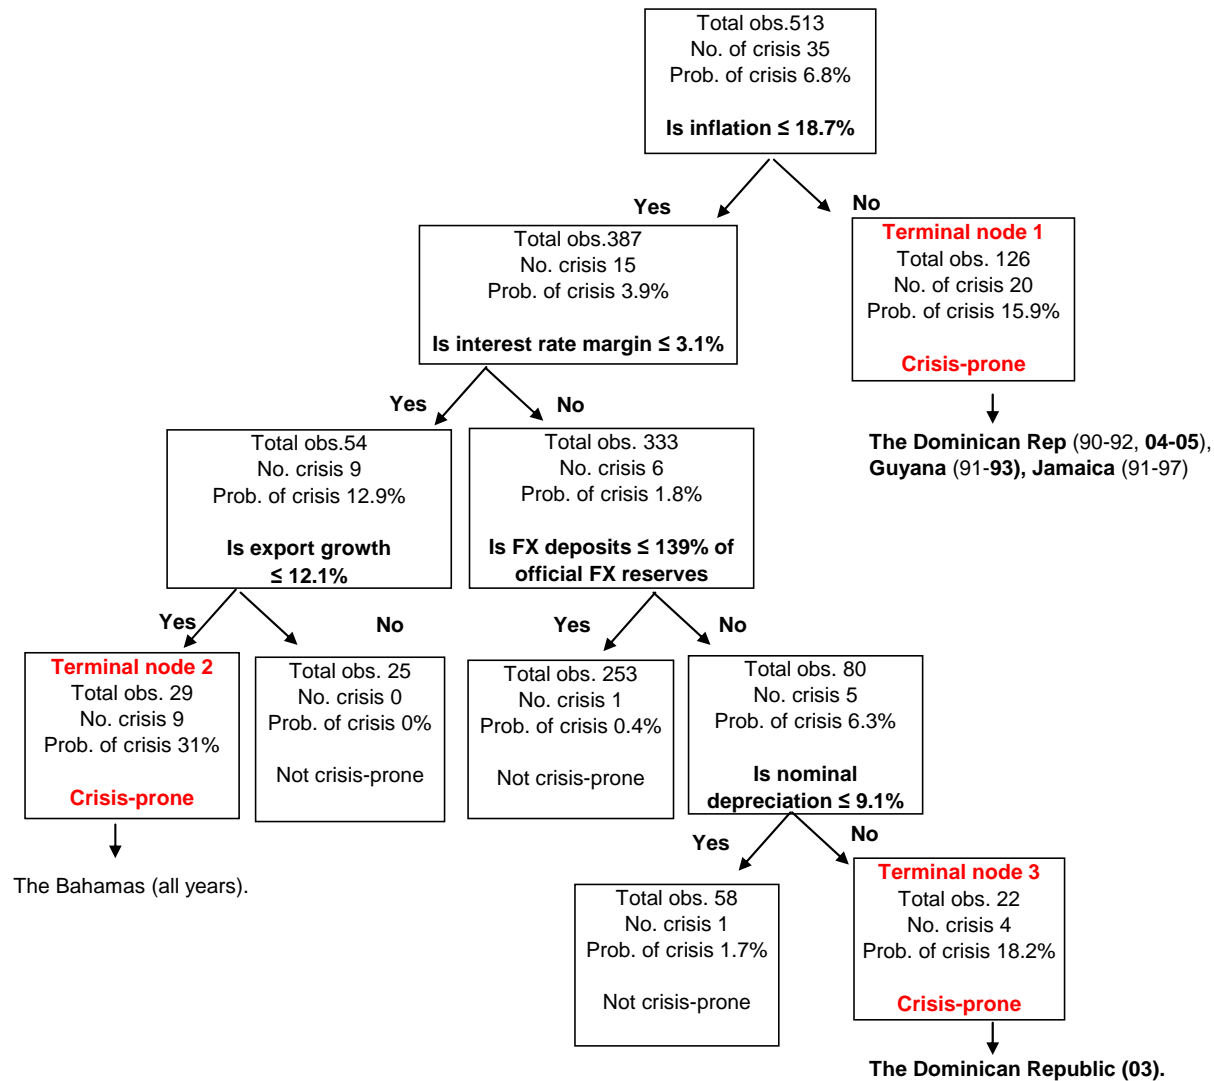 Total obs.513
No. of crisis 35
Prob. of crisis 6.8%
Is inflation ≤ 18.7%
Yes
No
Total obs.387
No. crisis 15
Prob. of crisis 3.9%
Is interest rate margin ≤ 3.1%
Terminal node 1
Total obs. 126
No. of crisis 20
Prob. of crisis 15.9%
Crisis-prone
Yes
No
The Dominican Rep (90-92, 04-05),
Guyana (91-93), Jamaica (91-97)
Total obs.54
No. crisis 9
Prob. of crisis 12.9%
Is export growth
≤ 12.1%
Total obs. 333
No. crisis 6
Prob. of crisis 1.8%
Is FX deposits ≤ 139% of
official FX reserves
Yes
No
Yes
No
Terminal node 2
Total obs. 29
No. crisis 9
Prob. of crisis 31%
Crisis-prone
Total obs. 25
No. crisis 0
Prob. of crisis 0%
Not crisis-prone
Total obs. 253
No. crisis 1
Prob. of crisis 0.4%
Not crisis-prone
Total obs. 80
No. crisis 5
Prob. of crisis 6.3%
Is nominal
depreciation ≤ 9.1%
The Bahamas (all years).
Yes
No
Total obs. 58
No. crisis 1
Prob. of crisis 1.7%
Not crisis-prone
Terminal node 3
Total obs. 22
No. crisis 4
Prob. of crisis 18.2%
Crisis-prone
The Dominican Republic (03).